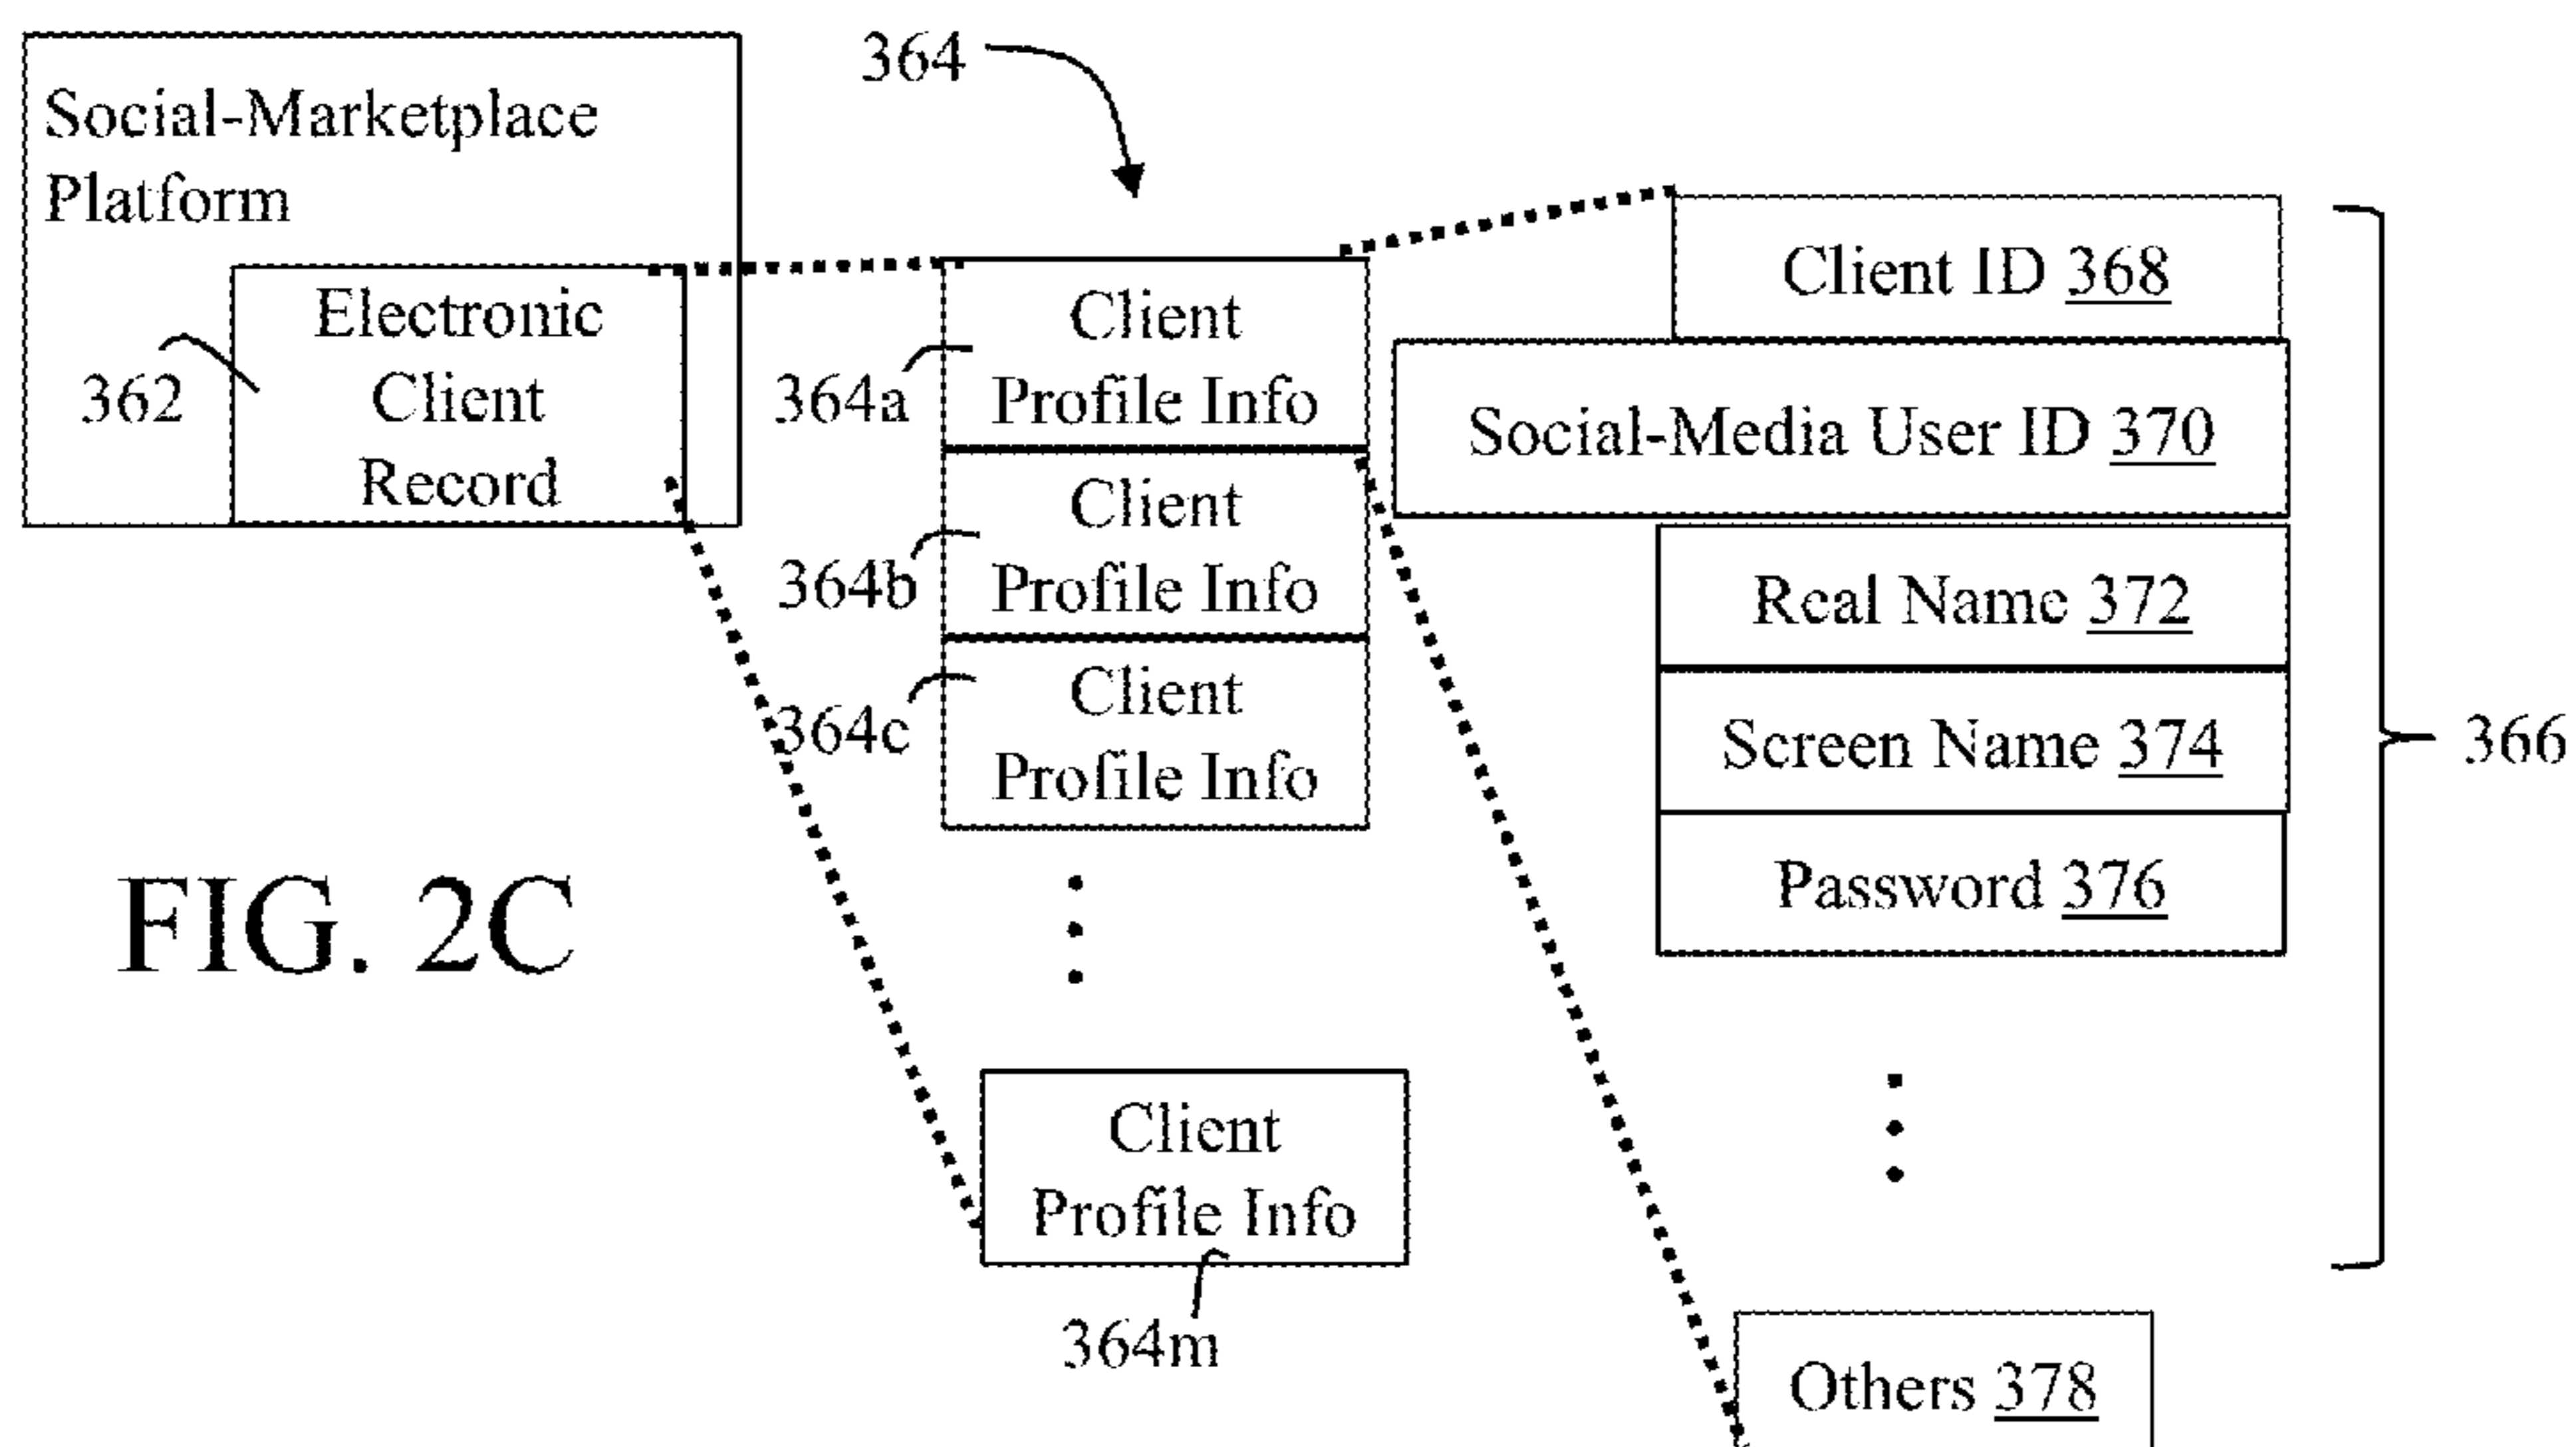 364
Social-Marketplace
Platform
362
Electronic
Client
Record
364a
Client
Profile Info
364b
Client
Profile Info
364c
Client
Profile Info
Client
Profile Info
364m
Client ID 368
Social-Media User ID 370
Real Name 372
Screen Name 374
Password 376
Others 378
366
FIG. 2C